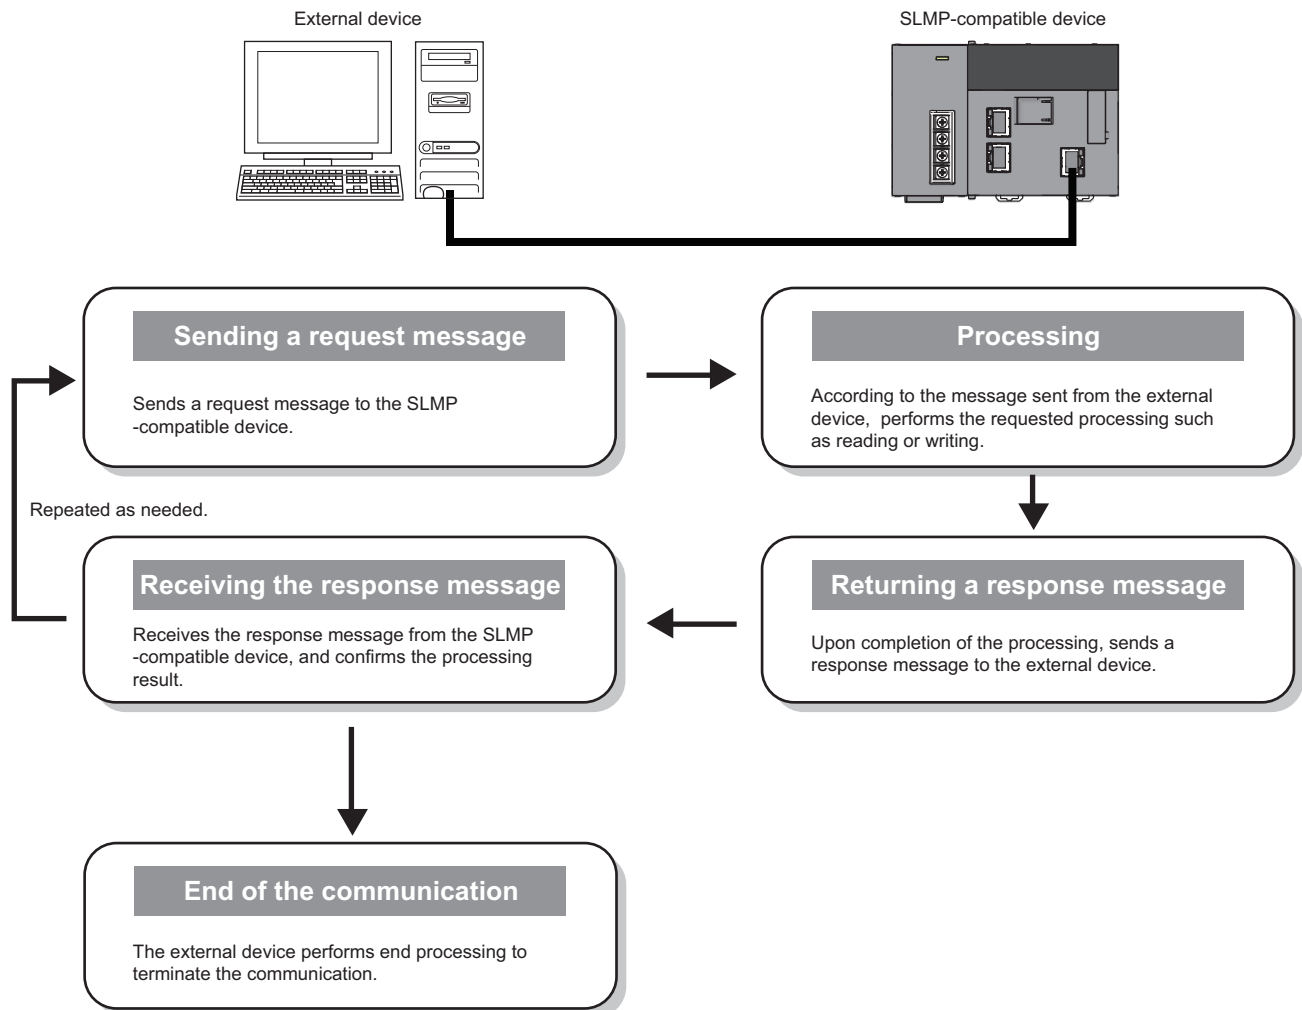 External device
SLMP-compatible device
Sending a request message
Sends a request message to the SLMP
-compatible device.
Processing
According to the message sent from the external
device, performs the requested processing such
as reading or writing.
Repeated as needed.
Receiving the response message
Receives the response message from the SLMP
-compatible device, and confirms the processing
result.
Returning a response message
Upon completion of the processing, sends a
response message to the external device.
End of the communication
The external device performs end processing to
terminate the communication.